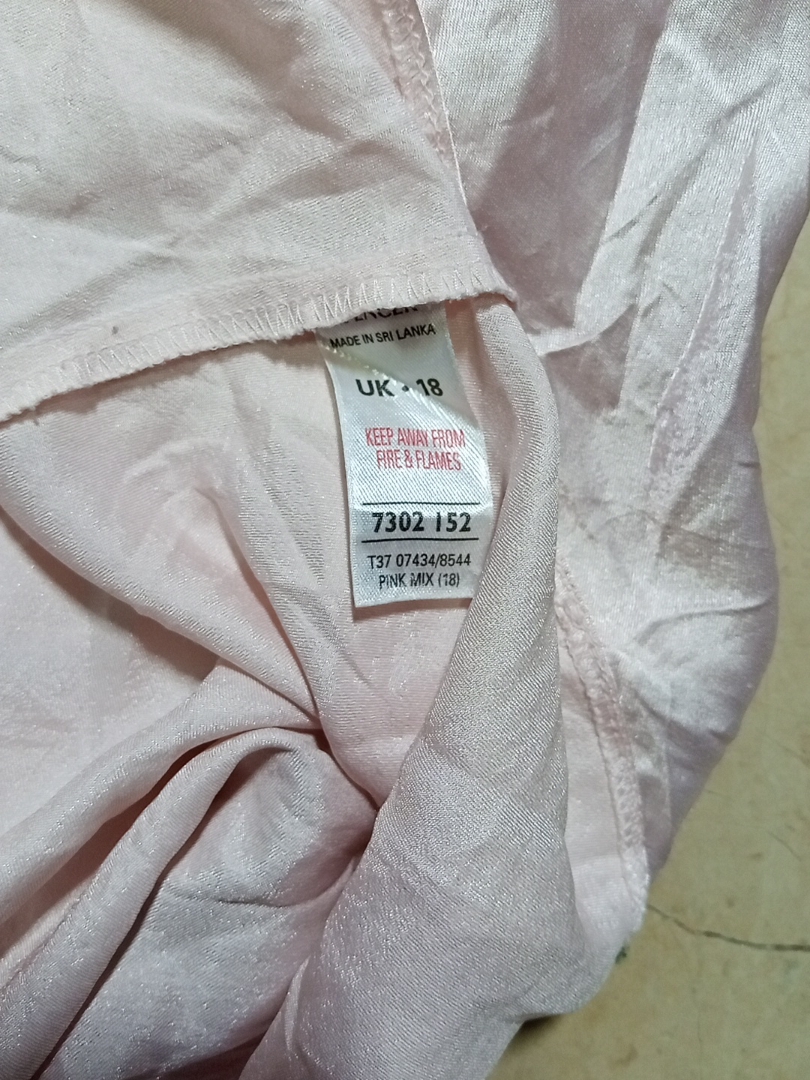 MADE IN SRI LANKA
UK • 18
KEEP AWAY FROM
FIRE & FLAMES
7302 152
T37 07434/8544
PINK MIX (18)